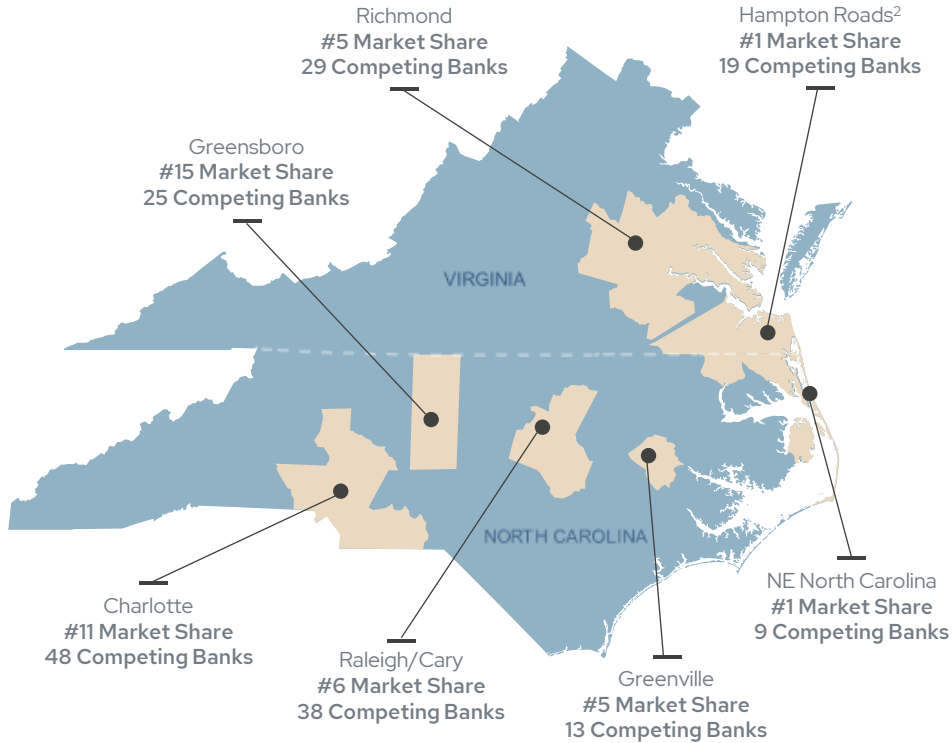 Richmond
#5 Market Share
29 Competing Banks
Hampton Roads²
#1 Market Share
19 Competing Banks
Greensboro
#15 Market Share
25 Competing Banks
VIRGINIA
NORTH CAROLINA
Charlotte
#11 Market Share
48 Competing Banks
Raleigh/Cary
#6 Market Share
38 Competing Banks
Greenville
#5 Market Share
13 Competing Banks
NE North Carolina
#1 Market Share
9 Competing Banks